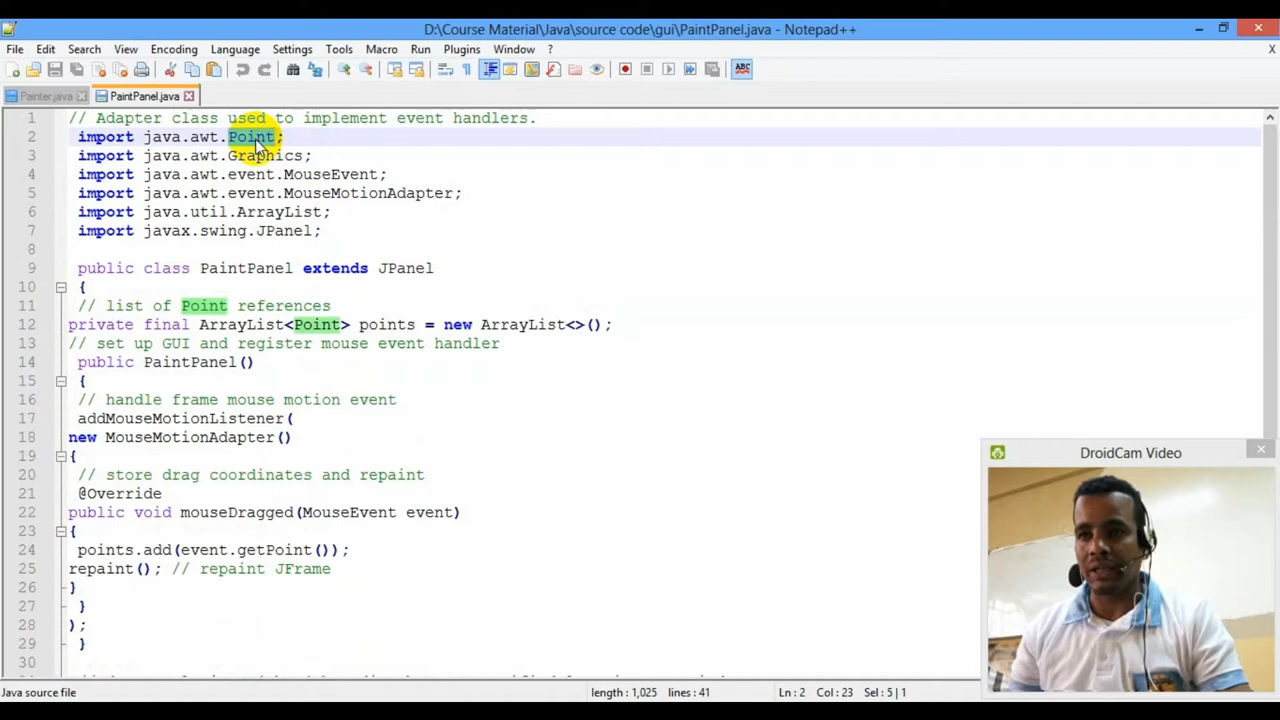 D:\Course Material\Java\source code\gui\PaintPanel.java - Notepad++
File Edit Search View Encoding Language Settings Tools Macro Run Plugins Window ? X
ABC
Painter.java PaintPanel.java
1 // Adapter class used to implement event handlers.
2 import java.awt.Point;
3 import java.awt.Graphics;
4 import java.awt.event.MouseEvent;
5 import java.awt.event.MouseMotionAdapter;
6 import java.util.ArrayList;
7 import javax.swing.JPanel;
8
9 public class PaintPanel extends JPanel
10 {
11 // list of Point references
12 private final ArrayList<Point> points = new ArrayList<>();
13 // set up GUI and register mouse event handler
14 public PaintPanel()
15 {
16 // handle frame mouse motion event
17 addMouseMotionListener(
18 new MouseMotionAdapter()
19 {
20 // store drag coordinates and repaint
21 @Override
22 public void mouseDragged(MouseEvent event)
23 {
24 points.add(event.getPoint());
25 repaint(); // repaint JFrame
26 }
27 }
28 );
29 }
30
DroidCam Video
Java source file length : 1,025 lines : 41 Ln : 2 Col : 23 Sel : 5 | 1